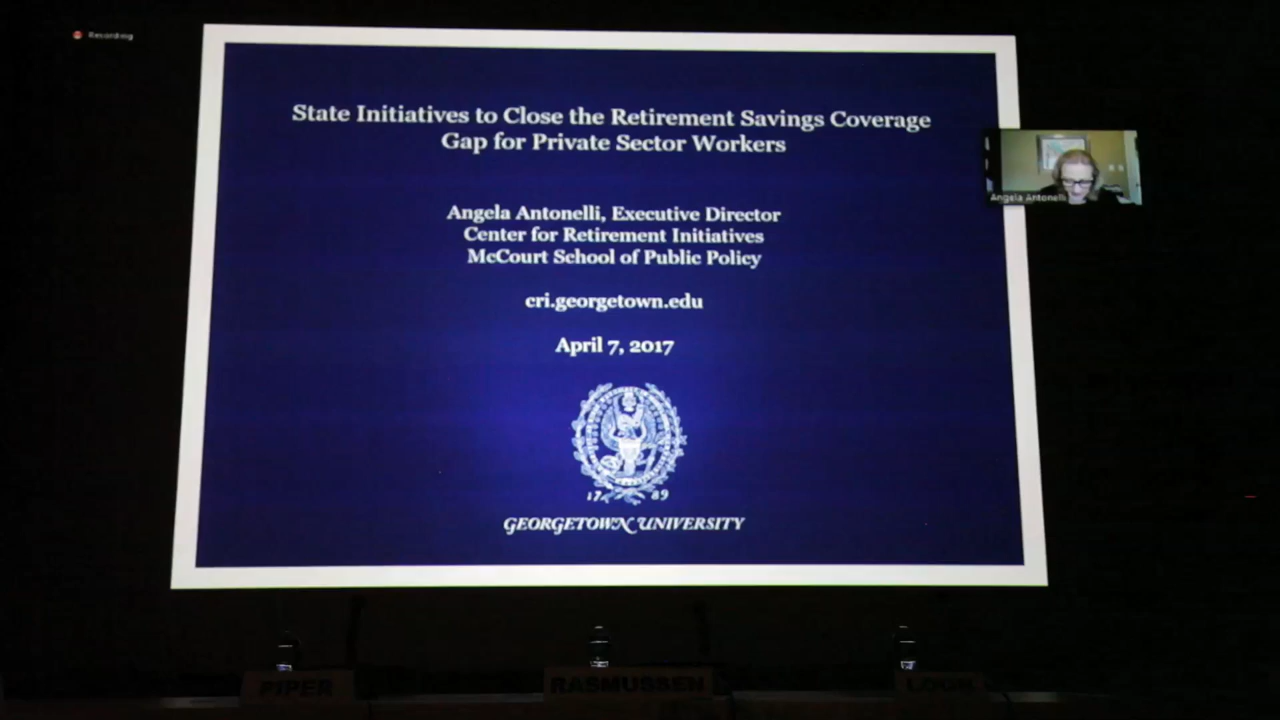 Recording
State Initiatives to Close the Retirement Savings Coverage
Gap for Private Sector Workers
Angela Antonelli, Executive Director
Center for Retirement Initiatives
McCourt School of Public Policy
cri.georgetown.edu
April 7, 2017
17 89
GEORGETOWN UNIVERSITY
Angela Antonelli
PIPER
RASMUSSEN